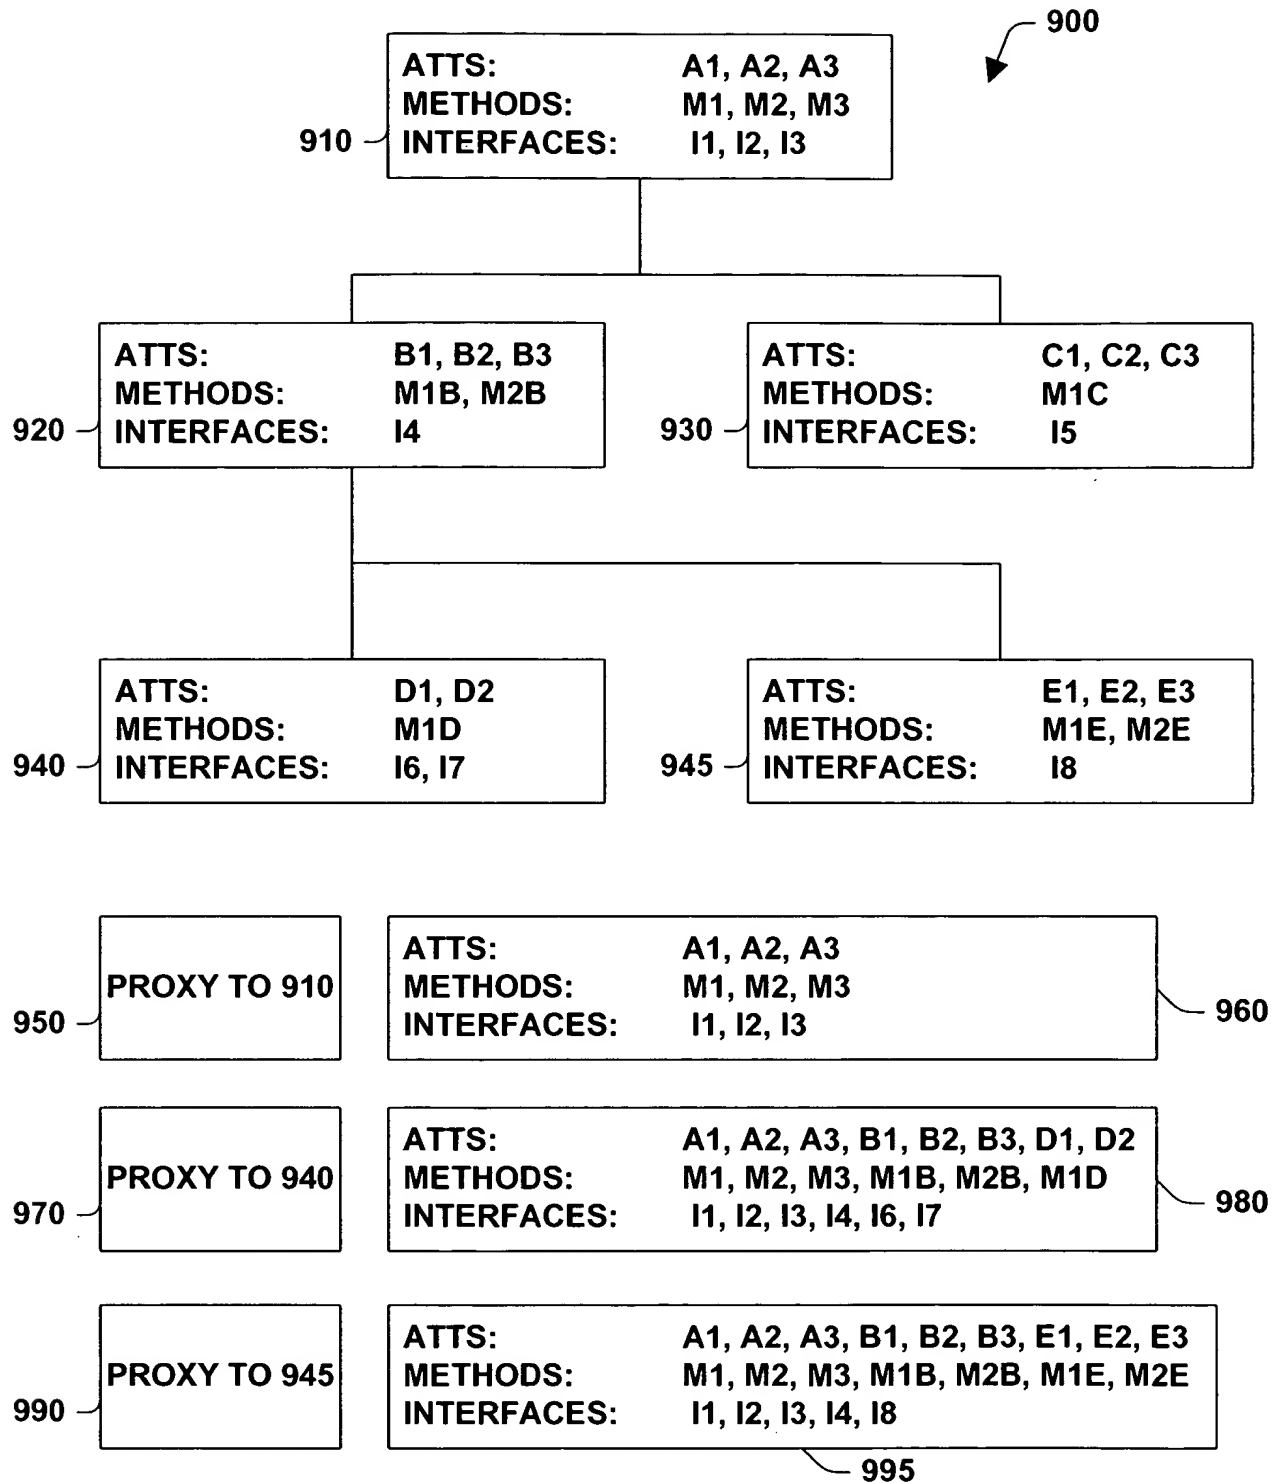 900
ATTS: A1, A2, A3
METHODS: M1, M2, M3
910 INTERFACES: I1, I2, I3
ATTS: B1, B2, B3
METHODS: M1B, M2B
920 INTERFACES: I4
ATTS: C1, C2, C3
METHODS: M1C
930 INTERFACES: I5
ATTS: D1, D2
METHODS: M1D
940 INTERFACES: I6, I7
ATTS: E1, E2, E3
METHODS: M1E, M2E
945 INTERFACES: I8
PROXY TO 910
950
ATTS: A1, A2, A3
METHODS: M1, M2, M3
INTERFACES: I1, I2, I3
960
PROXY TO 940
970
ATTS: A1, A2, A3, B1, B2, B3, D1, D2
METHODS: M1, M2, M3, M1B, M2B, M1D
INTERFACES: I1, I2, I3, I4, I6, I7
980
PROXY TO 945
990
ATTS: A1, A2, A3, B1, B2, B3, E1, E2, E3
METHODS: M1, M2, M3, M1B, M2B, M1E, M2E
INTERFACES: I1, I2, I3, I4, I8
995